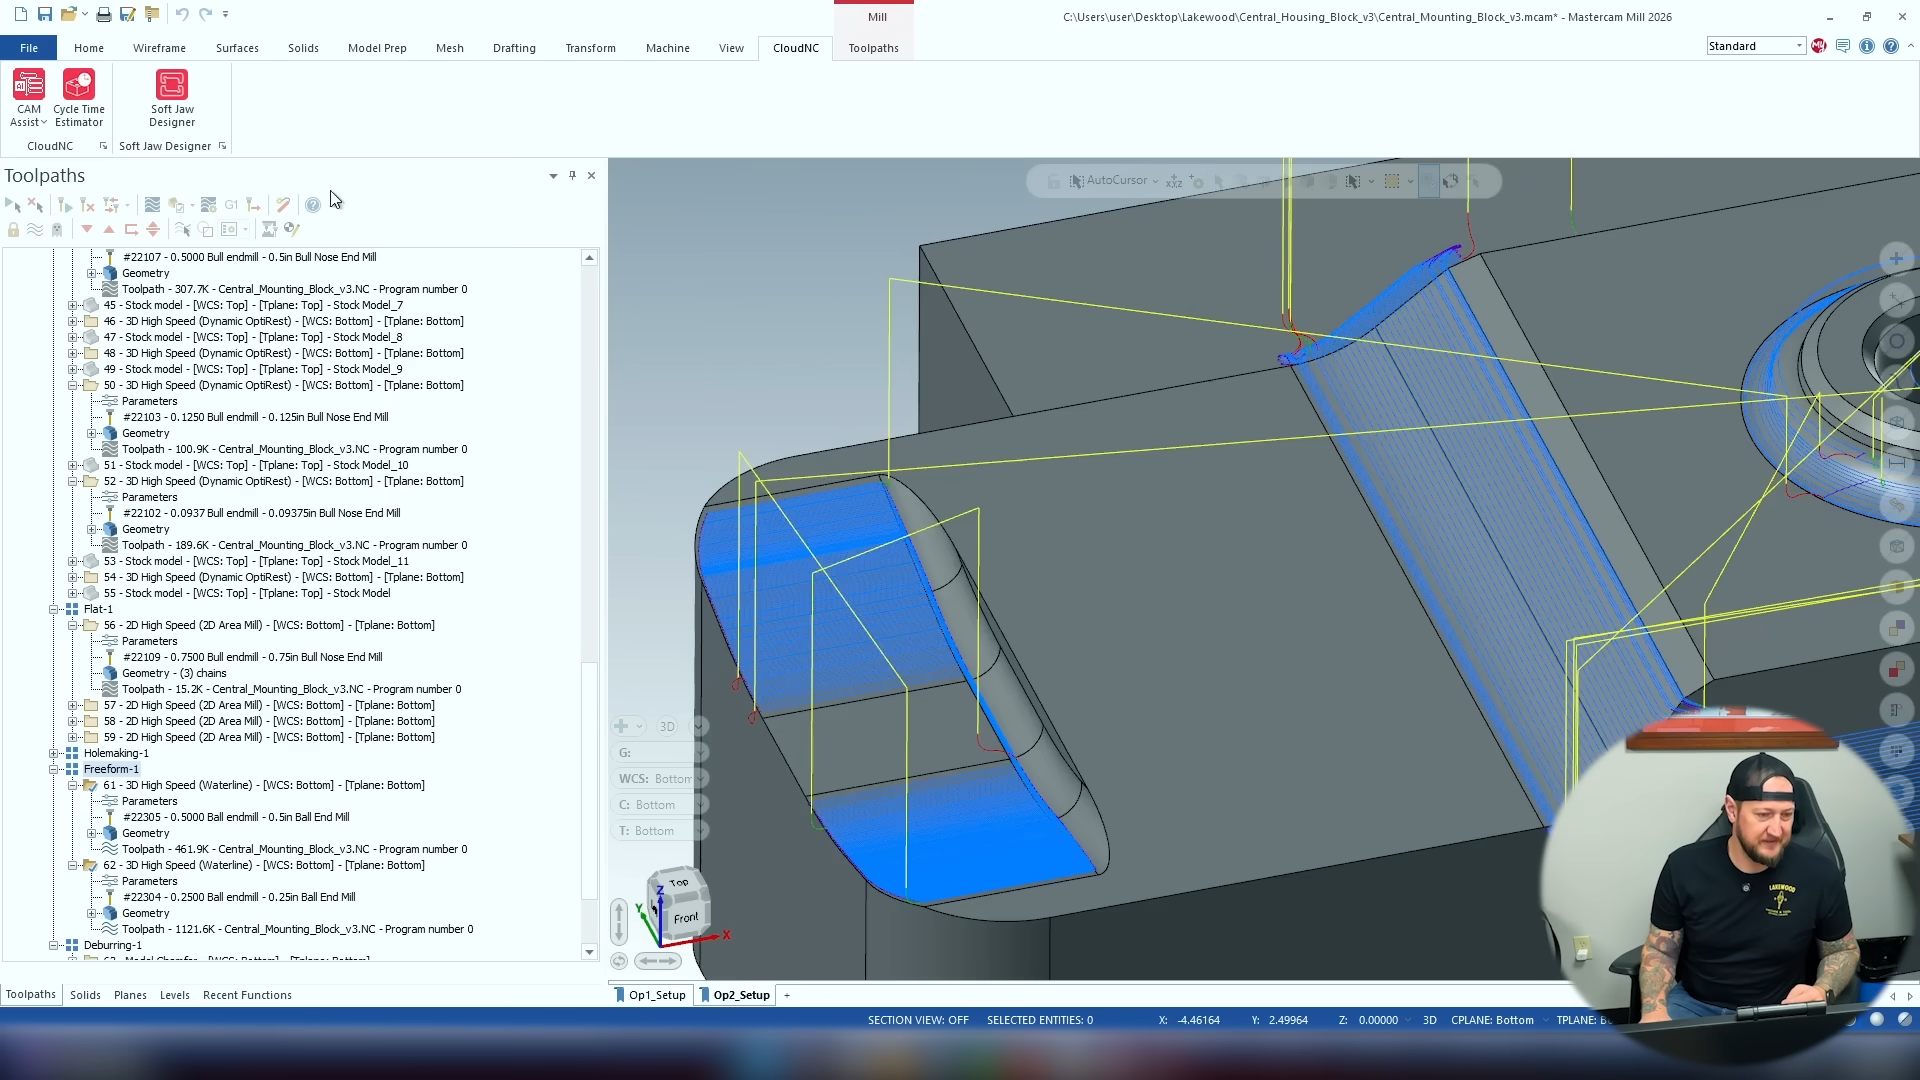 Mill
C:\Users\user\Desktop\Lakewood\Central_Housing_Block_v3\Central_Mounting_Block_v3.mcam* - Mastercam Mill 2026
File
Home
Wireframe
Surfaces
Solids
Model Prep
Mesh
Drafting
Transform
Machine
View
CloudNC
Toolpaths
Standard
CAM
Assist
Cycle Time
Estimator
Soft Jaw
Designer
CloudNC
Soft Jaw Designer
Toolpaths
AutoCursor
#22107 - 0.5000 Bull endmill - 0.5in Bull Nose End Mill
Geometry
Toolpath - 307.7K - Central_Mounting_Block_v3.NC - Program number 0
45 - Stock model - [WCS: Top] - [Tplane: Top] - Stock Model_7
46 - 3D High Speed (Dynamic OptiRest) - [WCS: Bottom] - [Tplane: Bottom]
47 - Stock model - [WCS: Top] - [Tplane: Top] - Stock Model_8
48 - 3D High Speed (Dynamic OptiRest) - [WCS: Bottom] - [Tplane: Bottom]
49 - Stock model - [WCS: Top] - [Tplane: Top] - Stock Model_9
50 - 3D High Speed (Dynamic OptiRest) - [WCS: Bottom] - [Tplane: Bottom]
Parameters
#22103 - 0.1250 Bull endmill - 0.125in Bull Nose End Mill
Geometry
Toolpath - 100.9K - Central_Mounting_Block_v3.NC - Program number 0
51 - Stock model - [WCS: Top] - [Tplane: Top] - Stock Model_10
52 - 3D High Speed (Dynamic OptiRest) - [WCS: Bottom] - [Tplane: Bottom]
Parameters
#22102 - 0.0937 Bull endmill - 0.09375in Bull Nose End Mill
Geometry
Toolpath - 189.6K - Central_Mounting_Block_v3.NC - Program number 0
53 - Stock model - [WCS: Top] - [Tplane: Top] - Stock Model_11
54 - 3D High Speed (Dynamic OptiRest) - [WCS: Bottom] - [Tplane: Bottom]
55 - Stock model - [WCS: Top] - [Tplane: Top] - Stock Model
Flat-1
56 - 2D High Speed (2D Area Mill) - [WCS: Bottom] - [Tplane: Bottom]
Parameters
#22109 - 0.7500 Bull endmill - 0.75in Bull Nose End Mill
Geometry - (3) chains
Toolpath - 15.2K - Central_Mounting_Block_v3.NC - Program number 0
57 - 2D High Speed (2D Area Mill) - [WCS: Bottom] - [Tplane: Bottom]
58 - 2D High Speed (2D Area Mill) - [WCS: Bottom] - [Tplane: Bottom]
59 - 2D High Speed (2D Area Mill) - [WCS: Bottom] - [Tplane: Bottom]
Holemaking-1
Freeform-1
61 - 3D High Speed (Waterline) - [WCS: Bottom] - [Tplane: Bottom]
Parameters
#22305 - 0.5000 Ball endmill - 0.5in Ball End Mill
Geometry
Toolpath - 461.9K - Central_Mounting_Block_v3.NC - Program number 0
62 - 3D High Speed (Waterline) - [WCS: Bottom] - [Tplane: Bottom]
Parameters
#22304 - 0.2500 Ball endmill - 0.25in Ball End Mill
Geometry
Toolpath - 1121.6K - Central_Mounting_Block_v3.NC - Program number 0
Deburring-1
3D
G:
WCS: Bottom
C: Bottom
T: Bottom
Top
Front
Z
Y
X
LAKEWOOD
Toolpaths
Solids
Planes
Levels
Recent Functions
Op1_Setup
Op2_Setup
SECTION VIEW: OFF
SELECTED ENTITIES: 0
X: -4.46164
Y: 2.49964
Z: 0.00000
3D
CPLANE: Bottom
TPLANE: